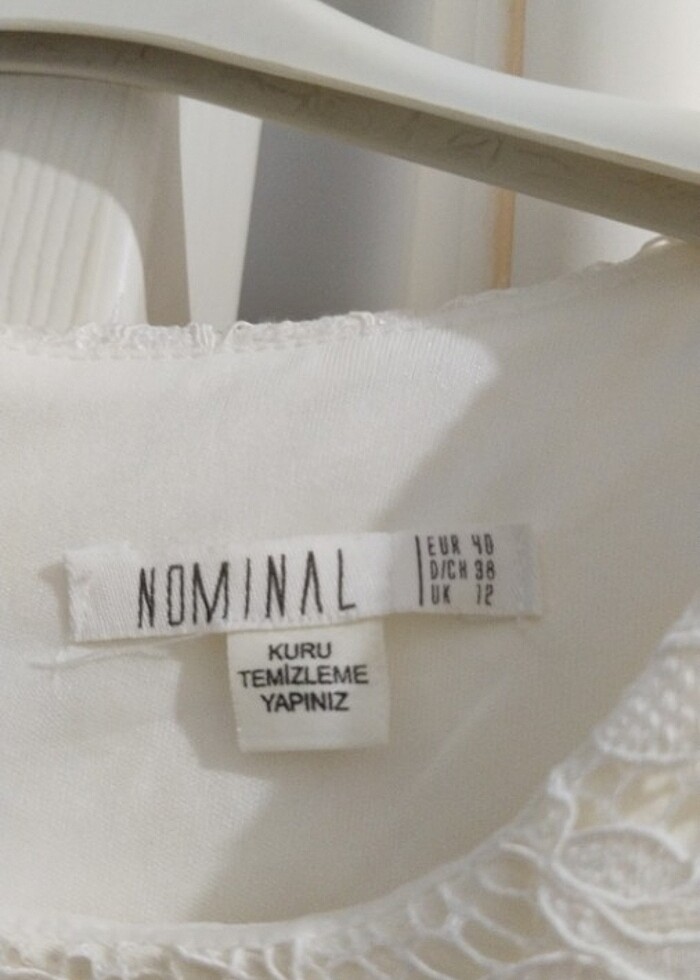 NOMINAL
EUR 40
D/CH 38
UK 12
KURU
TEMİZLEME
YAPINIZ